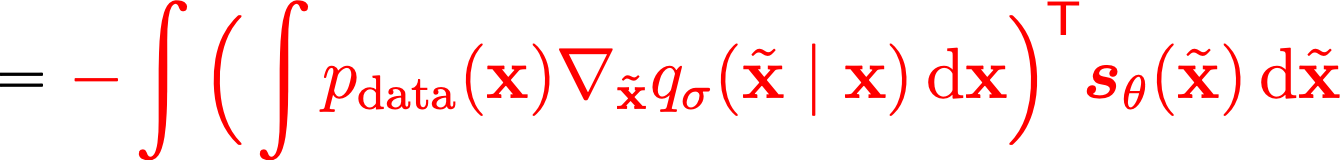 = − ∫ ( ∫ p_data(𝐱)∇_𝐱̃ q_σ(𝐱̃ | 𝐱) d𝐱 )^⊤ 𝒔_θ(𝐱̃) d𝐱̃